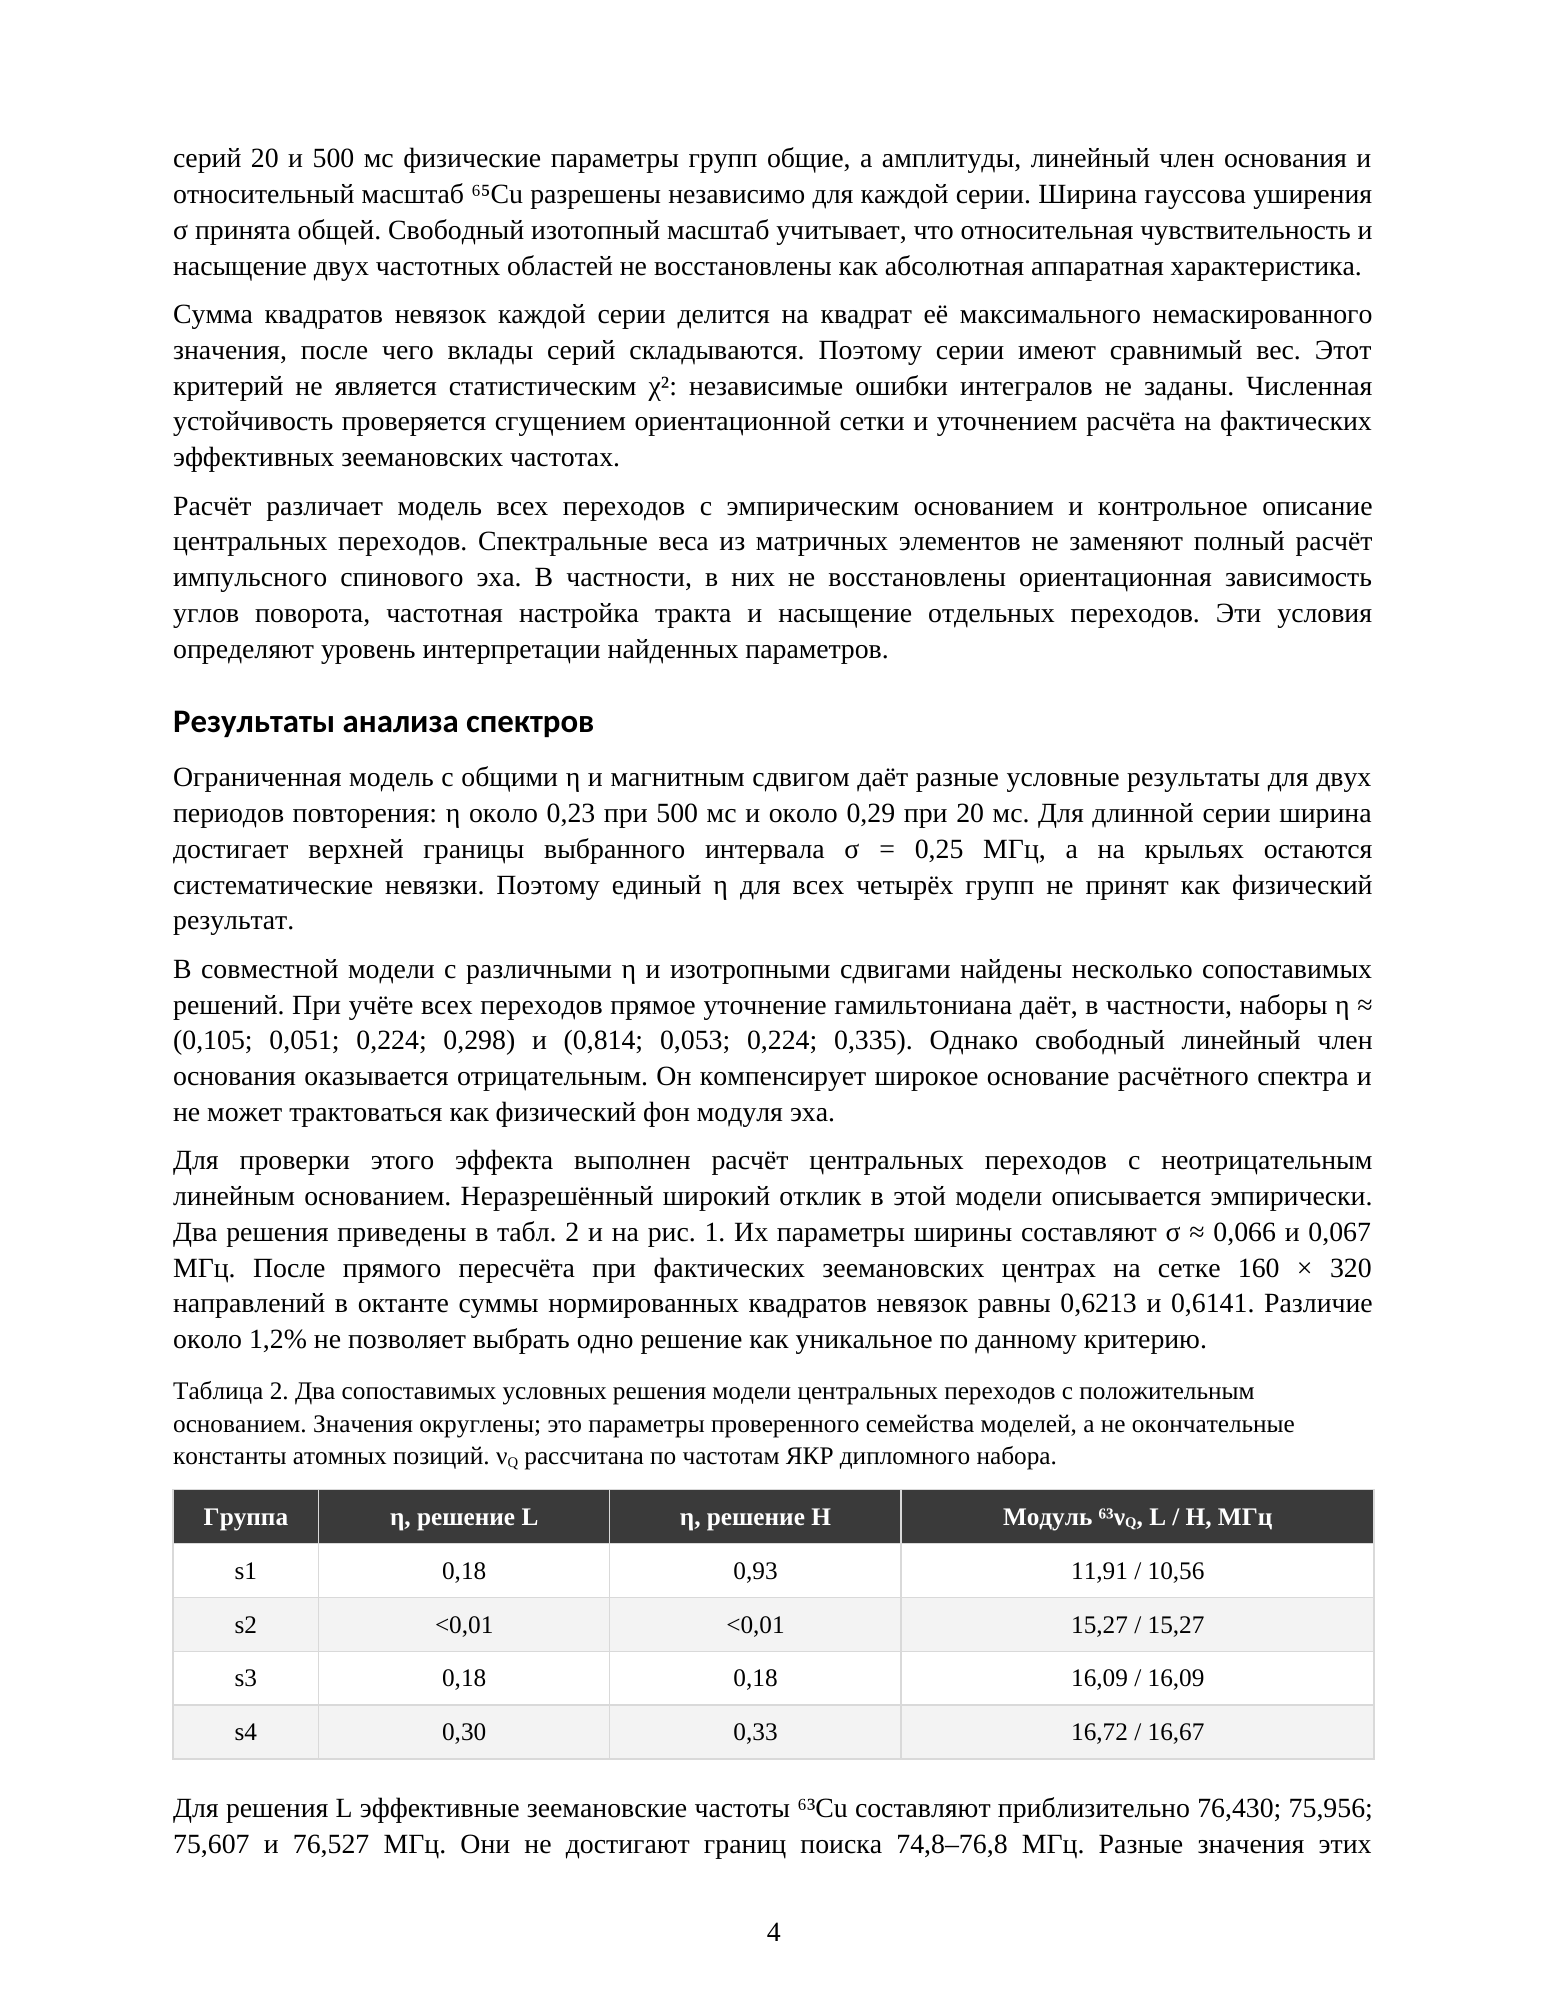 серий 20 и 500 мс физические параметры групп общие, а амплитуды, линейный член основания и
относительный масштаб ⁶⁵Cu разрешены независимо для каждой серии. Ширина гауссова уширения
σ принята общей. Свободный изотопный масштаб учитывает, что относительная чувствительность и
насыщение двух частотных областей не восстановлены как абсолютная аппаратная характеристика.
Сумма квадратов невязок каждой серии делится на квадрат её максимального немаскированного
значения, после чего вклады серий складываются. Поэтому серии имеют сравнимый вес. Этот
критерий не является статистическим χ²: независимые ошибки интегралов не заданы. Численная
устойчивость проверяется сгущением ориентационной сетки и уточнением расчёта на фактических
эффективных зеемановских частотах.
Расчёт различает модель всех переходов с эмпирическим основанием и контрольное описание
центральных переходов. Спектральные веса из матричных элементов не заменяют полный расчёт
импульсного спинового эха. В частности, в них не восстановлены ориентационная зависимость
углов поворота, частотная настройка тракта и насыщение отдельных переходов. Эти условия
определяют уровень интерпретации найденных параметров.
Результаты анализа спектров
Ограниченная модель с общими η и магнитным сдвигом даёт разные условные результаты для двух
периодов повторения: η около 0,23 при 500 мс и около 0,29 при 20 мс. Для длинной серии ширина
достигает верхней границы выбранного интервала σ = 0,25 МГц, а на крыльях остаются
систематические невязки. Поэтому единый η для всех четырёх групп не принят как физический
результат.
В совместной модели с различными η и изотропными сдвигами найдены несколько сопоставимых
решений. При учёте всех переходов прямое уточнение гамильтониана даёт, в частности, наборы η ≈
(0,105; 0,051; 0,224; 0,298) и (0,814; 0,053; 0,224; 0,335). Однако свободный линейный член
основания оказывается отрицательным. Он компенсирует широкое основание расчётного спектра и
не может трактоваться как физический фон модуля эха.
Для проверки этого эффекта выполнен расчёт центральных переходов с неотрицательным
линейным основанием. Неразрешённый широкий отклик в этой модели описывается эмпирически.
Два решения приведены в табл. 2 и на рис. 1. Их параметры ширины составляют σ ≈ 0,066 и 0,067
МГц. После прямого пересчёта при фактических зеемановских центрах на сетке 160 × 320
направлений в октанте суммы нормированных квадратов невязок равны 0,6213 и 0,6141. Различие
около 1,2% не позволяет выбрать одно решение как уникальное по данному критерию.
Таблица 2. Два сопоставимых условных решения модели центральных переходов с положительным
основанием. Значения округлены; это параметры проверенного семейства моделей, а не окончательные
константы атомных позиций. ν_Q рассчитана по частотам ЯКР дипломного набора.
Группа η, решение L η, решение H Модуль ⁶³ν_Q, L / H, МГц
s1 0,18 0,93 11,91 / 10,56
s2 <0,01 <0,01 15,27 / 15,27
s3 0,18 0,18 16,09 / 16,09
s4 0,30 0,33 16,72 / 16,67
Для решения L эффективные зеемановские частоты ⁶³Cu составляют приблизительно 76,430; 75,956;
75,607 и 76,527 МГц. Они не достигают границ поиска 74,8–76,8 МГц. Разные значения этих
4